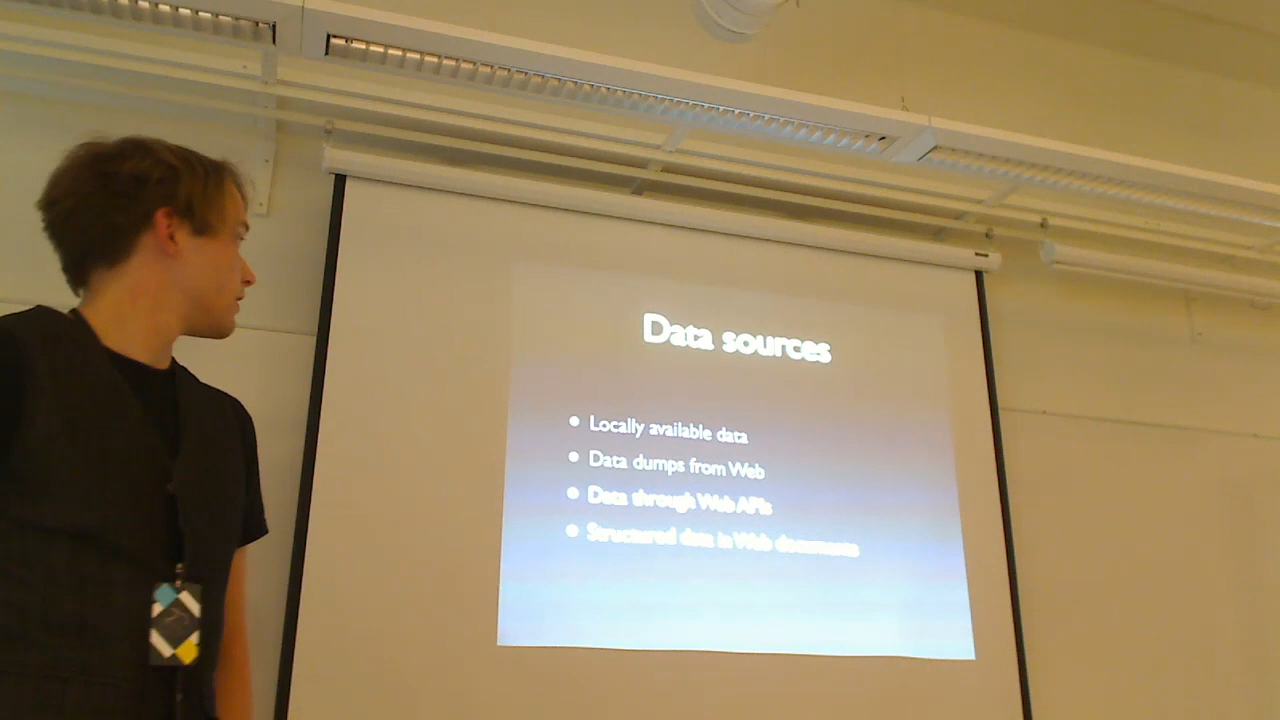 Data sources
Locally available data
Data dumps from Web
Data through Web APIs
Structured data in Web documents